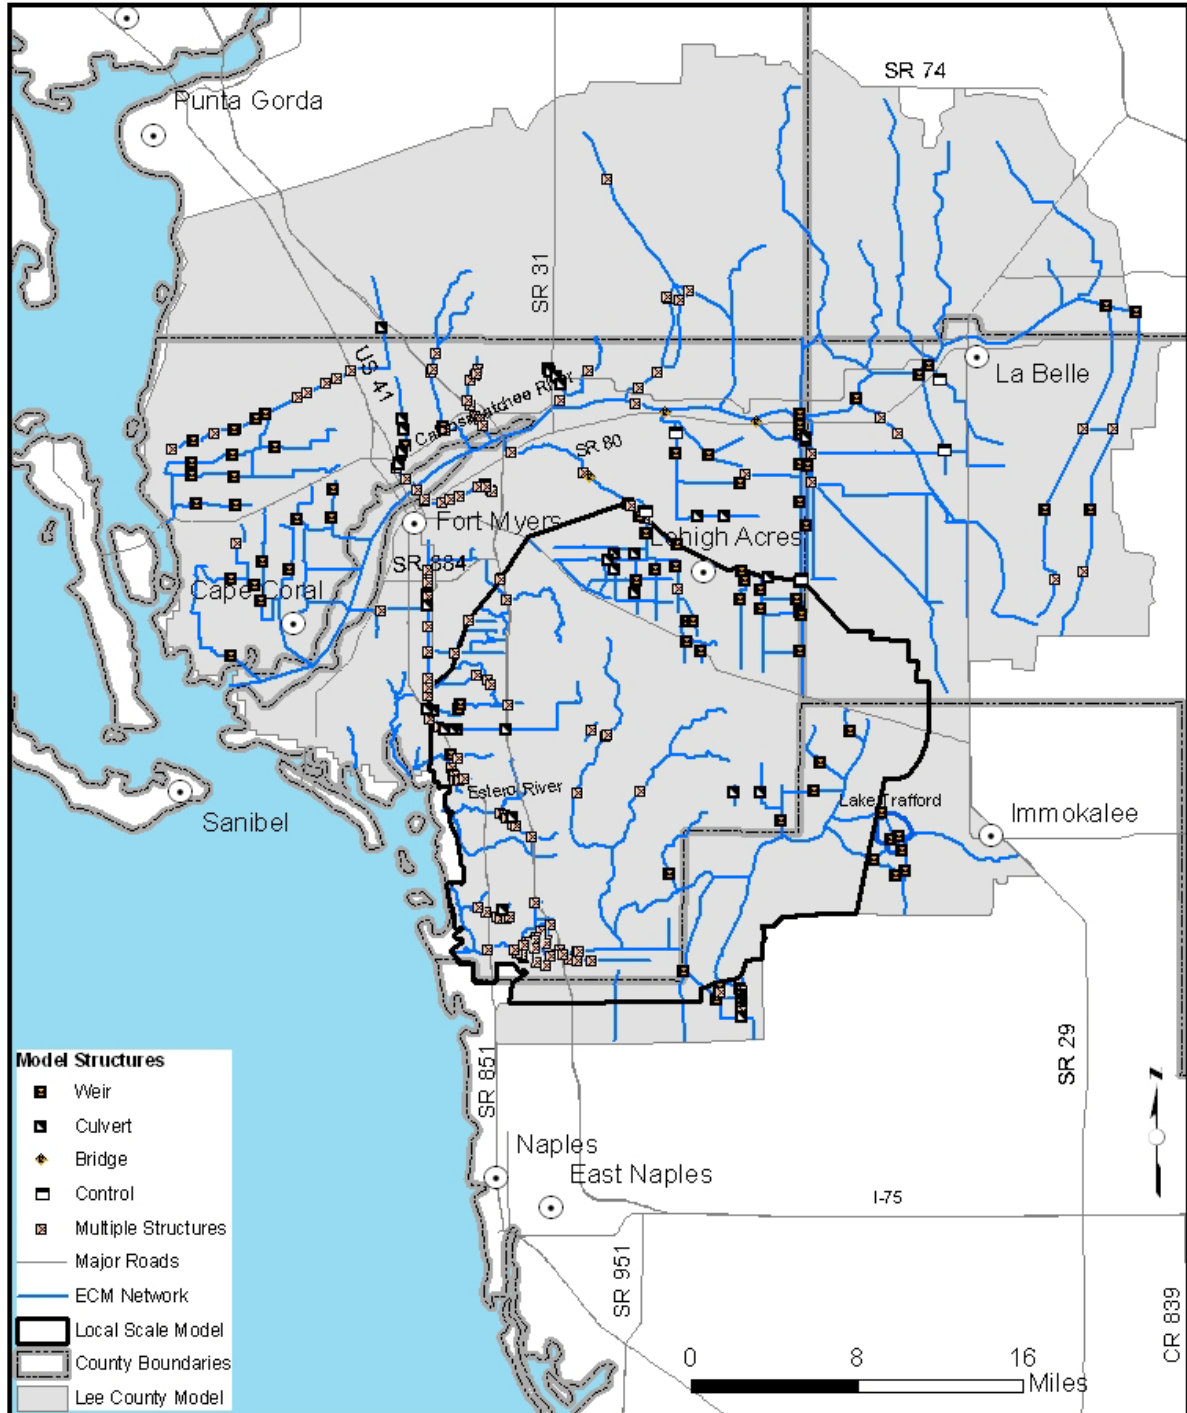 SR 74
Punta Gorda
SR 31
US 41
La Belle
Caloosahatchee River
SR 80
Fort Myers
Lehigh Acres
SR 884
Cape Coral
Estero River
Lake Trafford
Sanibel
Immokalee
Model Structures
Weir
Culvert
Bridge
Control
Multiple Structures
Major Roads
ECM Network
Local Scale Model
County Boundaries
Lee County Model
SR 851
SR 29
N
Naples
East Naples
I-75
SR 951
CR 839
0 8 16
Miles